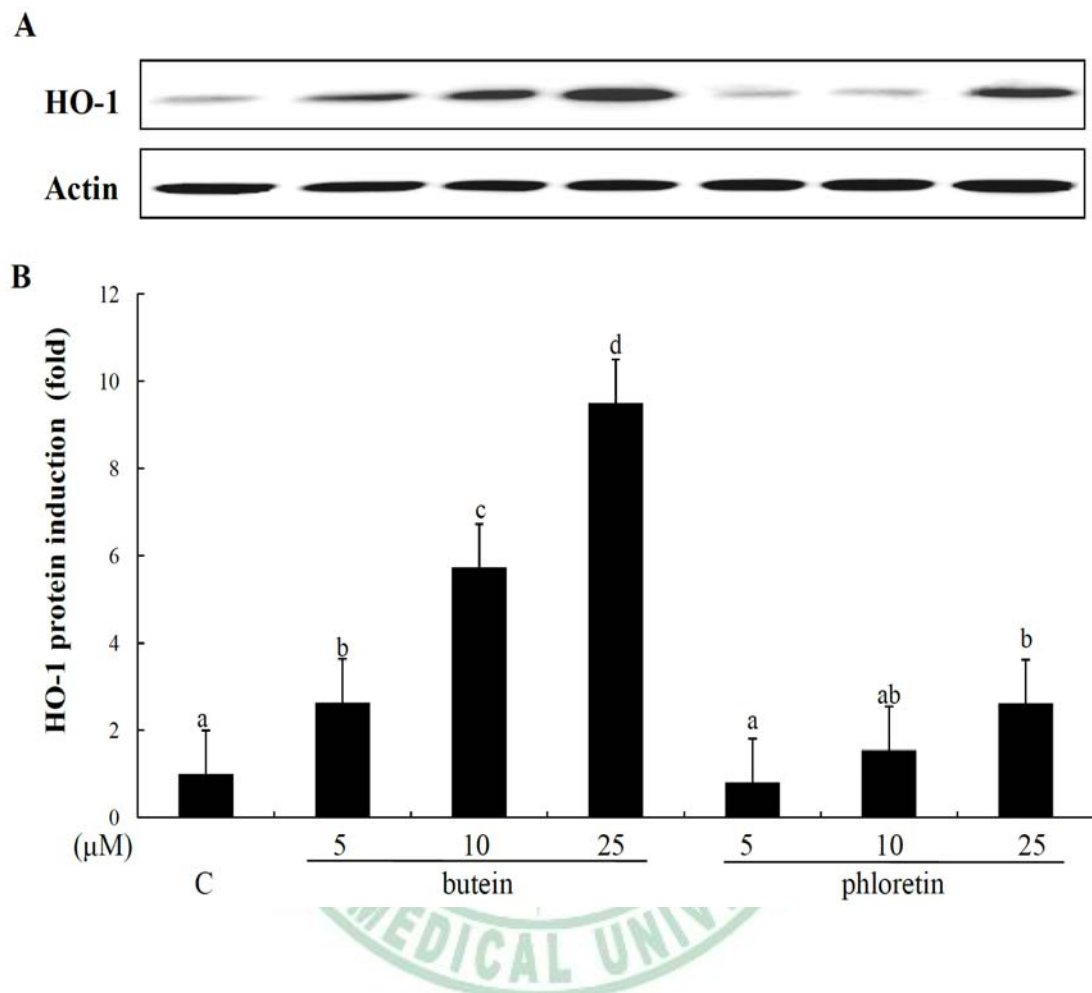 A
HO-1
Actin
B
HO-1 protein induction (fold)
12
10
8
6
4
2
0
a
b
c
d
a
ab
b
(μM)
5 10 25 5 10 25
C butein phloretin
MEDICAL UNIV